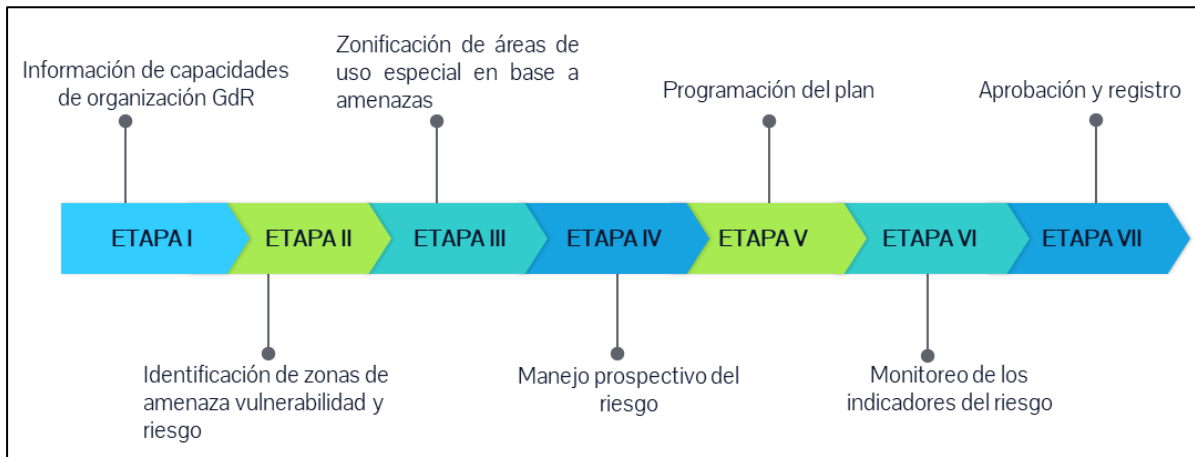 Información de capacidades
de organización GdR
Zonificación de áreas de
uso especial en base a
amenazas
Programación del plan
Aprobación y registro
ETAPA I
ETAPA II
ETAPA III
ETAPA IV
ETAPA V
ETAPA VI
ETAPA VII
Identificación de zonas de
amenaza vulnerabilidad y
riesgo
Manejo prospectivo del
riesgo
Monitoreo de los
indicadores del riesgo